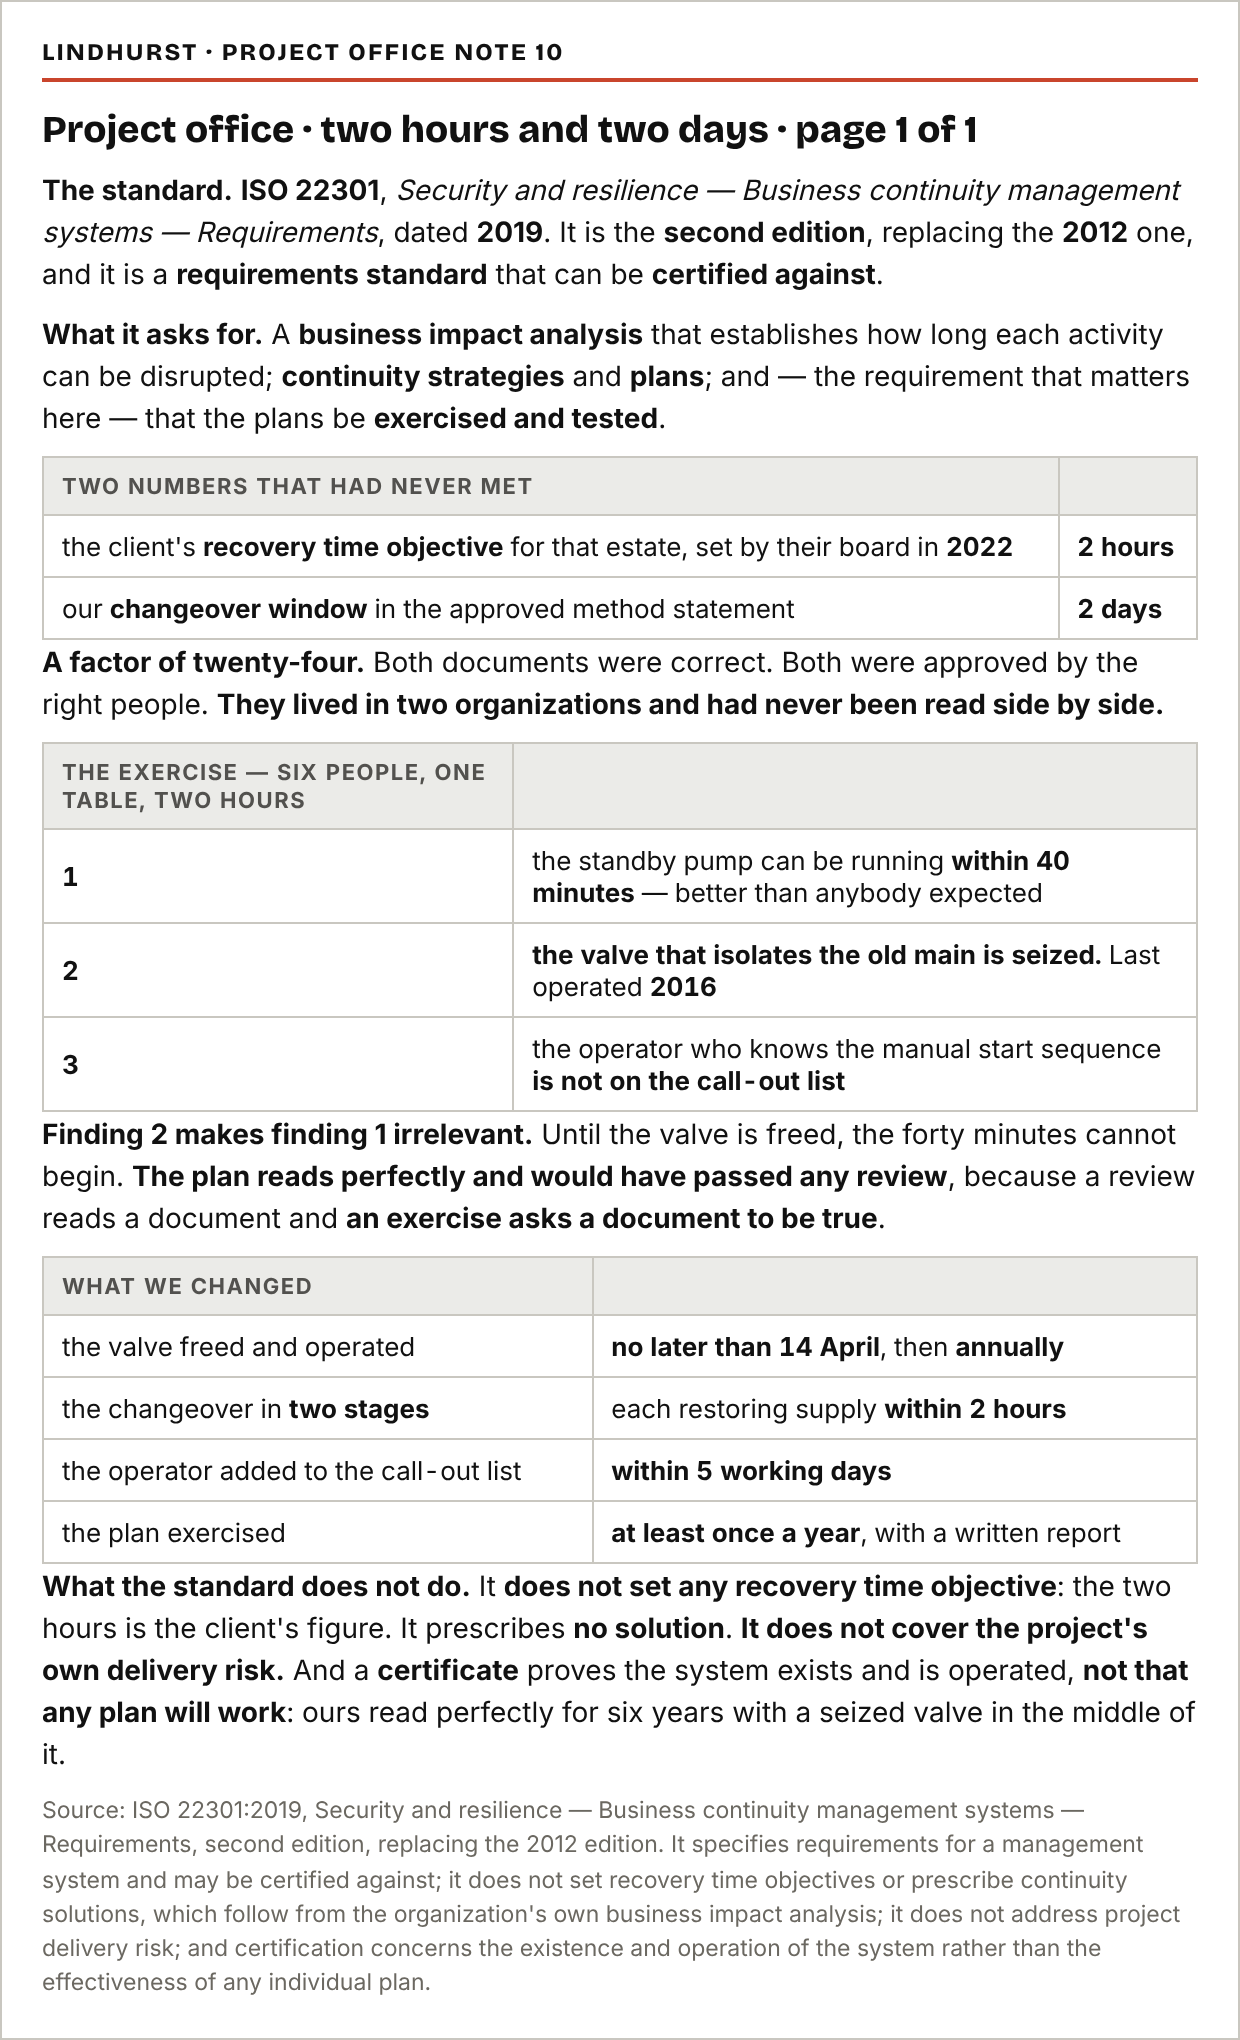 LINDHURST · PROJECT OFFICE NOTE 10
Project office · two hours and two days · page 1 of 1
The standard. ISO 22301, Security and resilience — Business continuity management
systems — Requirements, dated 2019. It is the second edition, replacing the 2012 one,
and it is a requirements standard that can be certified against.
What it asks for. A business impact analysis that establishes how long each activity
can be disrupted; continuity strategies and plans; and — the requirement that matters
here — that the plans be exercised and tested.
TWO NUMBERS THAT HAD NEVER MET
the client's recovery time objective for that estate, set by their board in 2022 2 hours
our changeover window in the approved method statement 2 days
A factor of twenty-four. Both documents were correct. Both were approved by the
right people. They lived in two organizations and had never been read side by side.
THE EXERCISE — SIX PEOPLE, ONE
TABLE, TWO HOURS
1 the standby pump can be running within 40
minutes — better than anybody expected
2 the valve that isolates the old main is seized. Last
operated 2016
3 the operator who knows the manual start sequence
is not on the call-out list
Finding 2 makes finding 1 irrelevant. Until the valve is freed, the forty minutes cannot
begin. The plan reads perfectly and would have passed any review, because a review
reads a document and an exercise asks a document to be true.
WHAT WE CHANGED
the valve freed and operated no later than 14 April, then annually
the changeover in two stages each restoring supply within 2 hours
the operator added to the call-out list within 5 working days
the plan exercised at least once a year, with a written report
What the standard does not do. It does not set any recovery time objective: the two
hours is the client's figure. It prescribes no solution. It does not cover the project's
own delivery risk. And a certificate proves the system exists and is operated, not that
any plan will work: ours read perfectly for six years with a seized valve in the middle of
it.
Source: ISO 22301:2019, Security and resilience — Business continuity management systems —
Requirements, second edition, replacing the 2012 edition. It specifies requirements for a management
system and may be certified against; it does not set recovery time objectives or prescribe continuity
solutions, which follow from the organization's own business impact analysis; it does not address project
delivery risk; and certification concerns the existence and operation of the system rather than the
effectiveness of any individual plan.